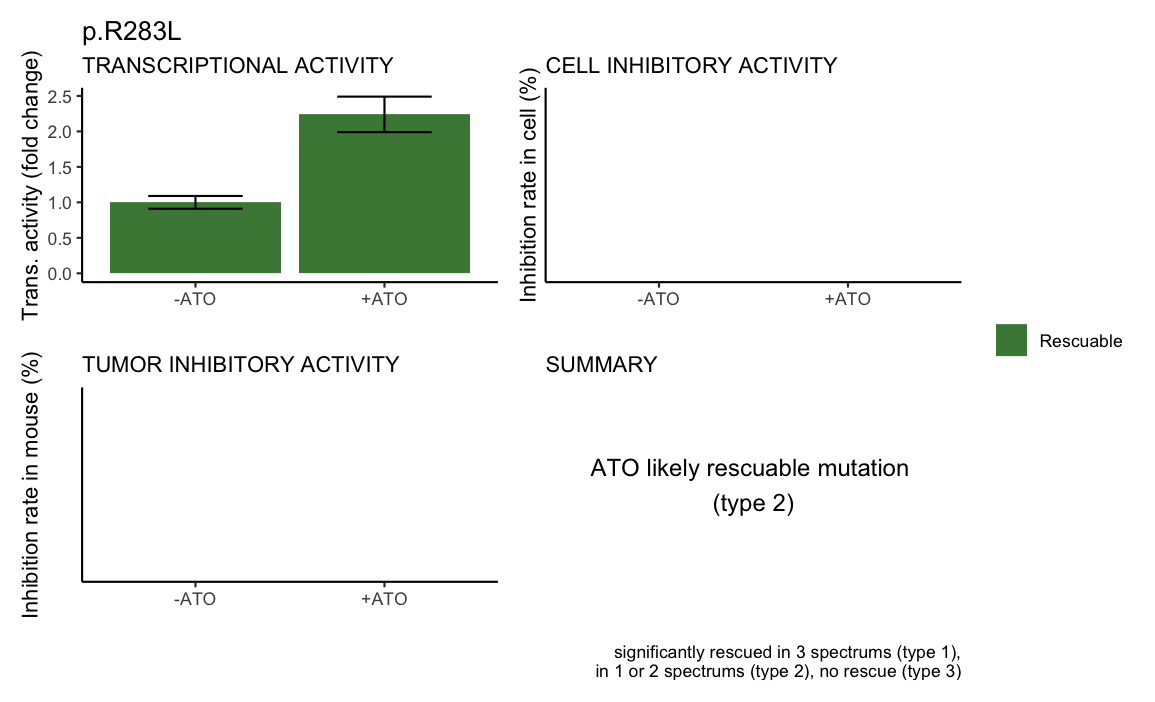 p.R283L
TRANSCRIPTIONAL ACTIVITY
Trans. activity (fold change)
2.5
2.0
1.5
1.0
0.5
0.0
-ATO +ATO
CELL INHIBITORY ACTIVITY
Inhibition rate in cell (%)
-ATO +ATO
Rescuable
TUMOR INHIBITORY ACTIVITY
Inhibition rate in mouse (%)
-ATO +ATO
SUMMARY
ATO likely rescuable mutation
(type 2)
significantly rescued in 3 spectrums (type 1),
in 1 or 2 spectrums (type 2), no rescue (type 3)